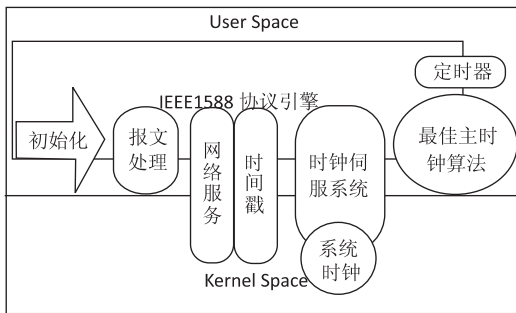 User Space
定时器
IEEE1588 协议引擎
初始化
报文
处理
网络服务
时间戳
时钟伺
服系统
最佳主时
钟算法
系统
时钟
Kernel Space